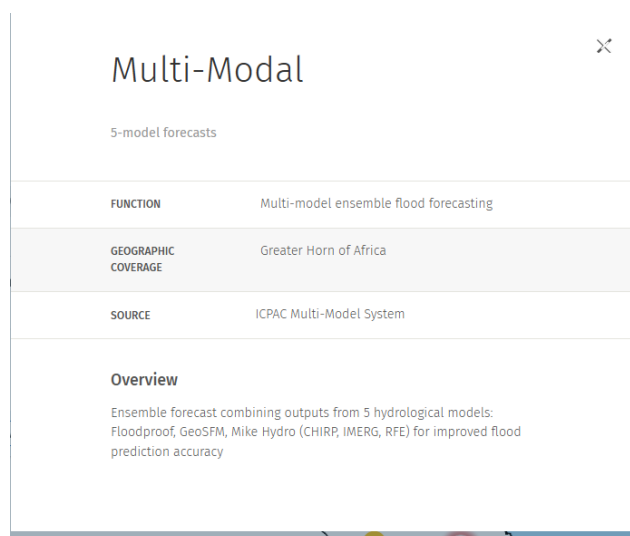 Multi-Modal
5-model forecasts
FUNCTION
Multi-model ensemble flood forecasting
GEOGRAPHIC
COVERAGE
Greater Horn of Africa
SOURCE
ICPAC Multi-Model System
Overview
Ensemble forecast combining outputs from 5 hydrological models:
Floodproof, GeoSFM, Mike Hydro (CHIRP, IMERG, RFE) for improved flood
prediction accuracy